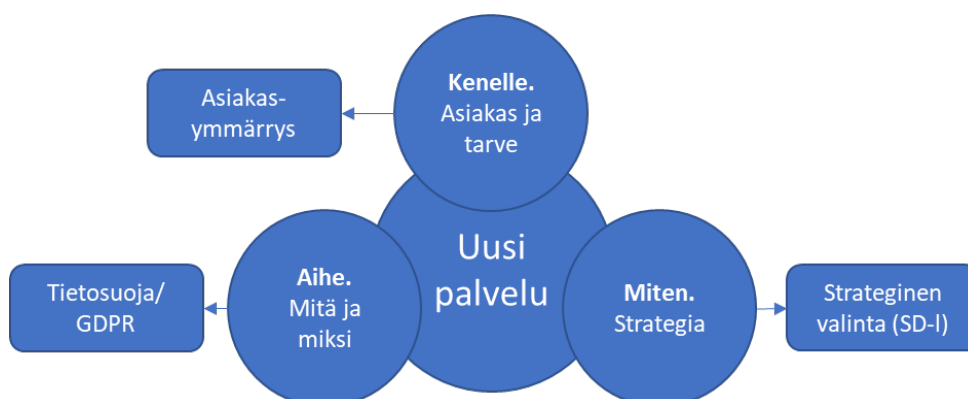 Kenelle.
Asiakas ja
tarve
Asiakas-
ymmärrys
Uusi
palvelu
Aihe.
Mitä ja
miksi
Tietosuoja/
GDPR
Miten.
Strategia
Strateginen
valinta (SD-l)